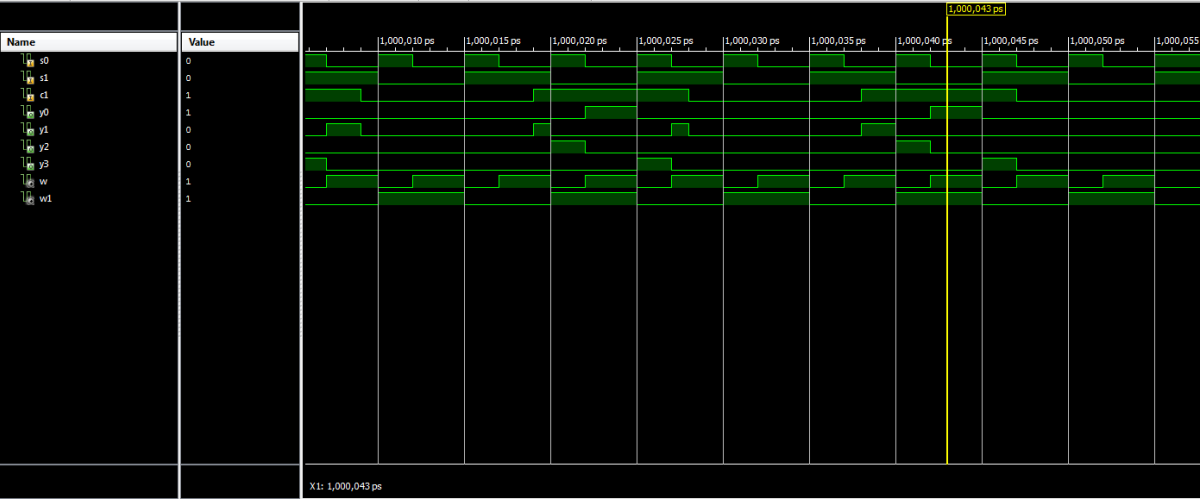 1,000,043 ps
Name Value
1,000,010 ps 1,000,015 ps 1,000,020 ps 1,000,025 ps 1,000,030 ps 1,000,035 ps 1,000,040 ps 1,000,045 ps 1,000,050 ps 1,000,055
s0 0
s1 0
c1 1
y0 1
y1 0
y2 0
y3 0
w 1
w1 1
X1: 1,000,043 ps